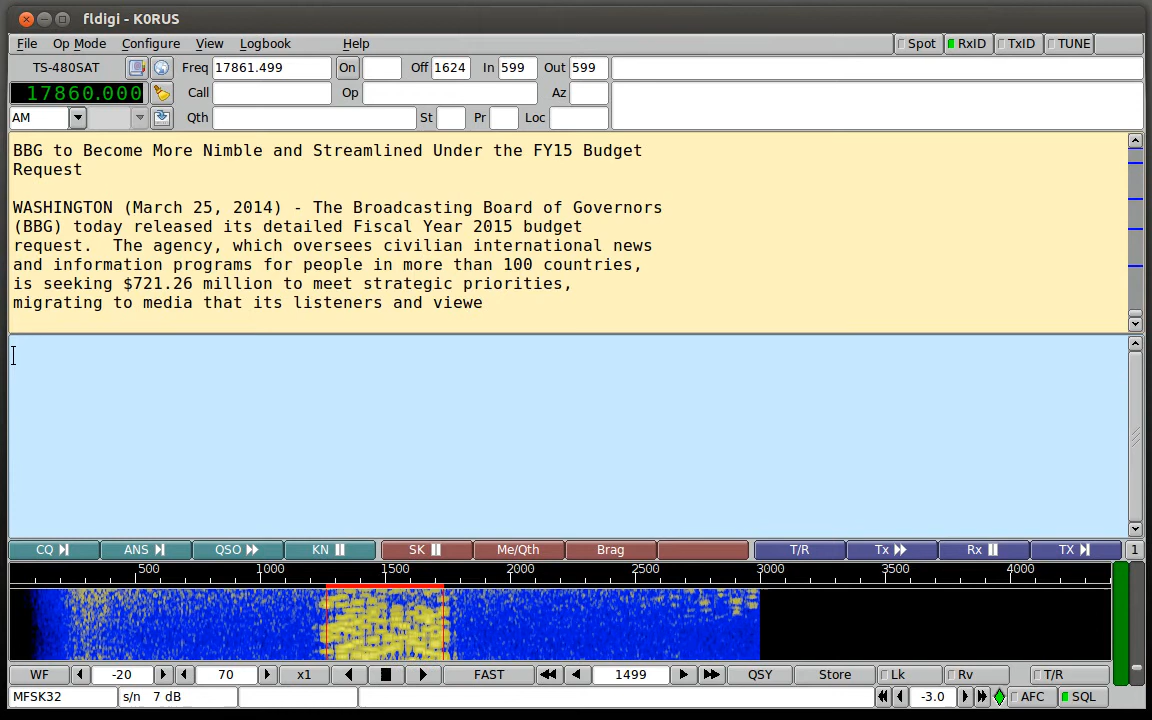 fldigi - K0RUS
File Op Mode Configure View Logbook Help Spot RxID TxID TUNE
TS-480SAT Freq 17861.499 On Off 1624 In 599 Out 599
17860.000 Call Op Az
AM Qth St Pr Loc
BBG to Become More Nimble and Streamlined Under the FY15 Budget
Request
WASHINGTON (March 25, 2014) - The Broadcasting Board of Governors
(BBG) today released its detailed Fiscal Year 2015 budget
request.  The agency, which oversees civilian international news
and information programs for people in more than 100 countries,
is seeking $721.26 million to meet strategic priorities,
migrating to media that its listeners and viewe
CQ ANS QSO KN SK Me/Qth Brag T/R Tx Rx TX 1
500 1000 1500 2000 2500 3000 3500 4000
WF -20 70 x1 FAST 1499 QSY Store Lk Rv T/R
MFSK32 s/n 7 dB -3.0 AFC SQL